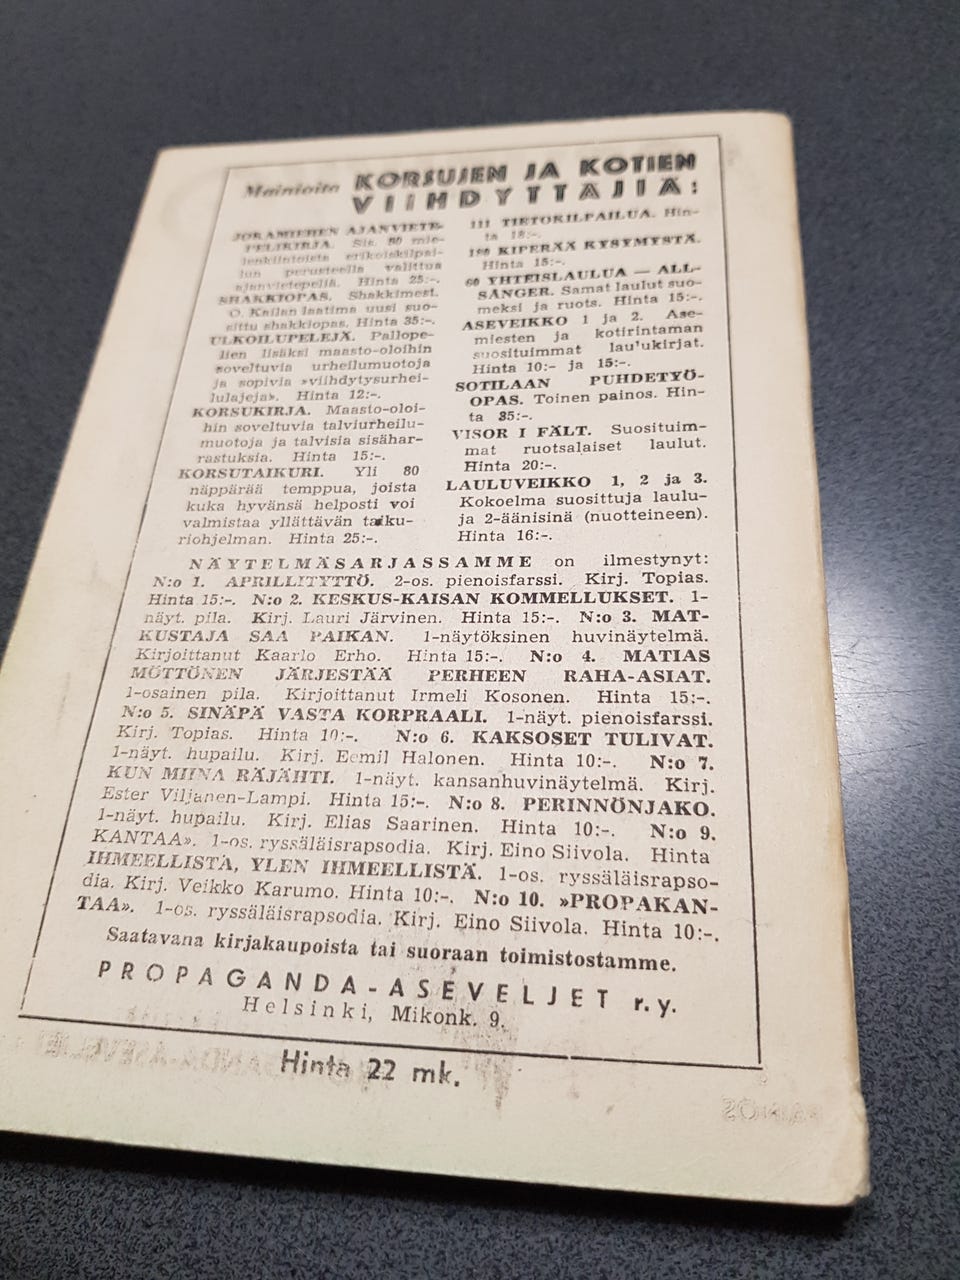 Mainioita KORSUJEN JA KOTIEN
VIIHDYTTÄJIÄ:
JOKAMIEHEN AJANVIETE-
PELIKIRJA. Sis. 80 mie-
lenkiintoista erikoiskilpai-
lun perusteella valittua
ajanvietepeliä. Hinta 25:-.
SHAKKIOPAS. Shakkimest.
O. Kailan laatima uusi suo-
sittu shakkiopas. Hinta 35:-.
ULKOILUPELEJÄ. Pallope-
lien lisäksi maasto-oloihin
soveltuvia urheilumuotoja
ja sopivia »viihdytysurhei-
lulajeja». Hinta 12:-.
KORSUKIRJA. Maasto-oloi-
hin soveltuvia talviurheilu-
muotoja ja talvisia sisähar-
rastuksia. Hinta 15:-.
KORSUTAIKURI. Yli 80
näppärää temppua, joista
kuka hyvänsä helposti voi
valmistaa yllättävän taiku-
riohjelman. Hinta 25:-.
111 TIETOKILPAILUA. Hin-
ta 18:-.
KIPERÄÄ KYSYMYSTÄ.
Hinta 15:-.
60 YHTEISLAULUA — ALL-
SÅNGER. Samat laulut suo-
meksi ja ruots. Hinta 15:-.
ASEVEIKKO 1 ja 2. Ase-
miesten ja kotirintaman
suosituimmat laulukirjat.
Hinta 10:- ja 15:-.
SOTILAAN PUHDETYÖ-
OPAS. Toinen painos. Hin-
ta 35:-.
VISOR I FÄLT. Suosituim-
mat ruotsalaiset laulut.
Hinta 20:-.
LAULUVEIKKO 1, 2 ja 3.
Kokoelma suosittuja laulu-
ja 2-äänisinä (nuotteineen).
Hinta 16:-.
NÄYTELMÄSARJASSAMME on ilmestynyt:
N:o 1. APRILLITYTTÖ. 2-os. pienoisfarssi. Kirj. Topias.
Hinta 15:-. N:o 2. KESKUS-KAISAN KOMMELLUKSET. 1-
näyt. pila. Kirj. Lauri Järvinen. Hinta 15:-. N:o 3. MAT-
KUSTAJA SAA PAIKAN. 1-näytöksinen huvinäytelmä.
Kirjoittanut Kaarlo Erho. Hinta 15:-. N:o 4. MATIAS
MÖTTÖNEN JÄRJESTÄÄ PERHEEN RAHA-ASIAT.
1-osainen pila. Kirjoittanut Irmeli Kosonen. Hinta 15:-.
N:o 5. SINÄPÄ VASTA KORPRAALI. 1-näyt. pienoisfarssi.
Kirj. Topias. Hinta 10:-. N:o 6. KAKSOSET TULIVAT.
1-näyt. hupailu. Kirj. Eemil Halonen. Hinta 10:-. N:o 7.
KUN MIINA RÄJÄHTI. 1-näyt. kansanhuvinäytelmä. Kirj.
Ester Viljanen-Lampi. Hinta 15:-. N:o 8. PERINNÖNJAKO.
1-näyt. hupailu. Kirj. Elias Saarinen. Hinta 10:-. N:o 9.
KANTAA». 1-os. ryssäläisrapsodia. Kirj. Eino Siivola. Hinta
IHMEELLISTÄ, YLEN IHMEELLISTÄ. 1-os. ryssäläisrapso-
dia. Kirj. Veikko Karumo. Hinta 10:-. N:o 10. »PROPAKAN-
TAA». 1-os. ryssäläisrapsodia. Kirj. Eino Siivola. Hinta 10:-.
Saatavana kirjakaupoista tai suoraan toimistostamme.
PROPAGANDA-ASEVELJET r.y.
Helsinki, Mikonk. 9.
Hinta 22 mk.